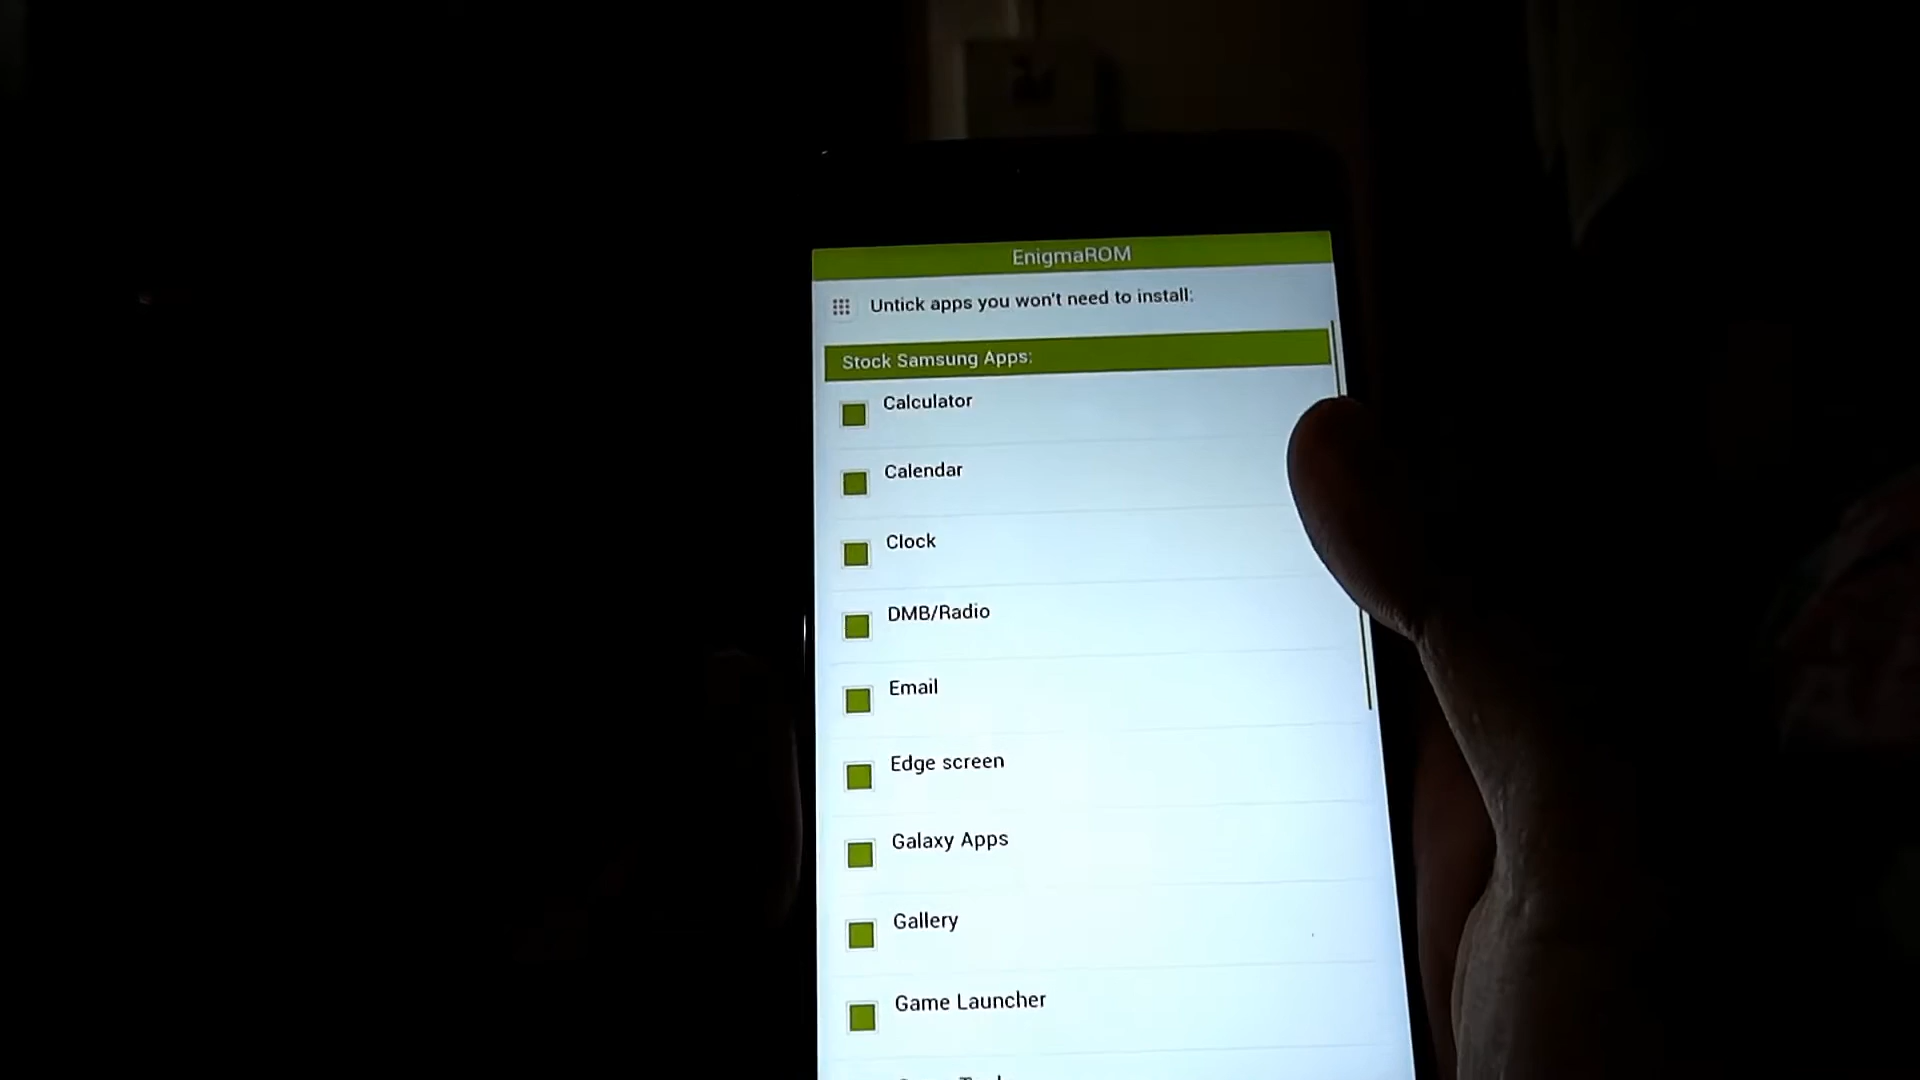 EnigmaROM
Untick apps you won't need to install:
Stock Samsung Apps:
Calculator
Calendar
Clock
DMB/Radio
Email
Edge screen
Galaxy Apps
Gallery
Game Launcher